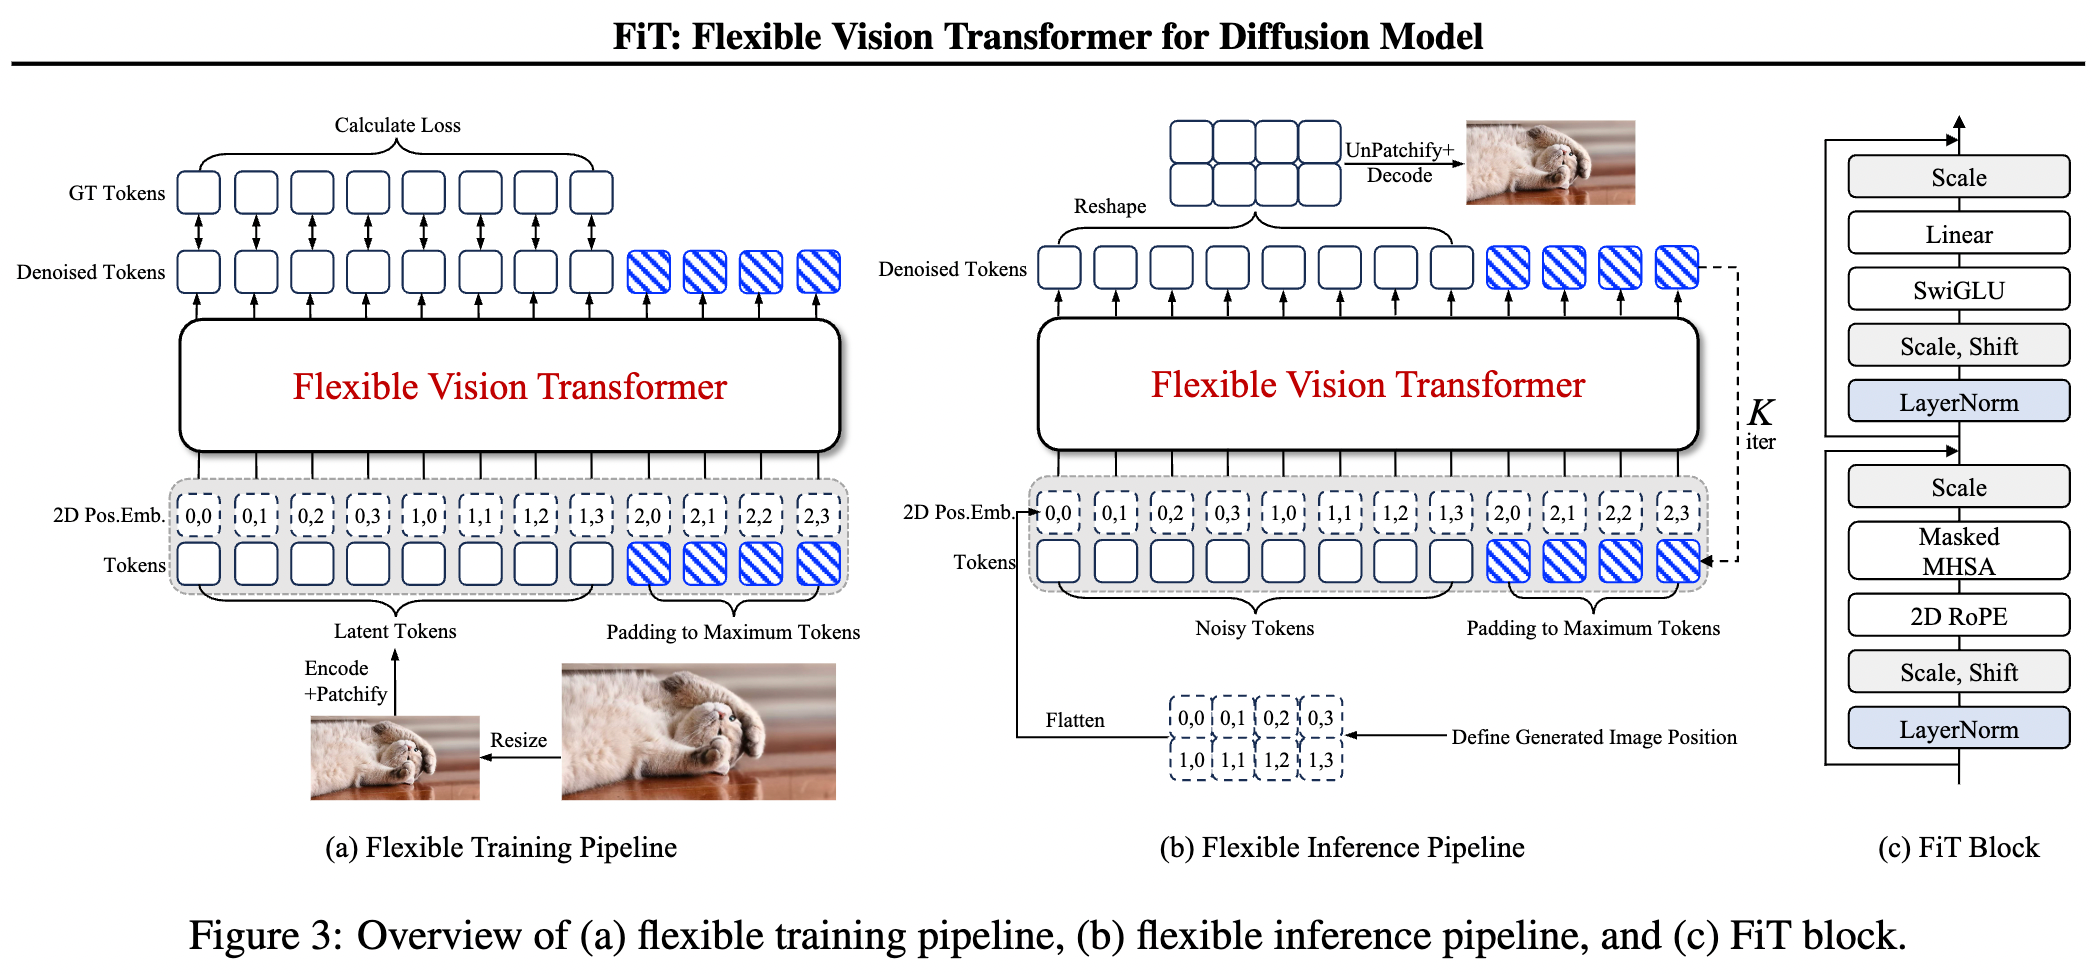 FiT: Flexible Vision Transformer for Diffusion Model
Calculate Loss
GT Tokens
Denoised Tokens
Flexible Vision Transformer
2D Pos.Emb.
0,0 0,1 0,2 0,3 1,0 1,1 1,2 1,3 2,0 2,1 2,2 2,3
Tokens
Latent Tokens
Padding to Maximum Tokens
Encode
+Patchify
Resize
(a) Flexible Training Pipeline
UnPatchify+
Decode
Reshape
Denoised Tokens
Flexible Vision Transformer
K
iter
2D Pos.Emb.
0,0 0,1 0,2 0,3 1,0 1,1 1,2 1,3 2,0 2,1 2,2 2,3
Tokens
Noisy Tokens
Padding to Maximum Tokens
Flatten
0,0 0,1 0,2 0,3
1,0 1,1 1,2 1,3
Define Generated Image Position
(b) Flexible Inference Pipeline
Scale
Linear
SwiGLU
Scale, Shift
LayerNorm
Scale
Masked
MHSA
2D RoPE
Scale, Shift
LayerNorm
(c) FiT Block
Figure 3: Overview of (a) flexible training pipeline, (b) flexible inference pipeline, and (c) FiT block.